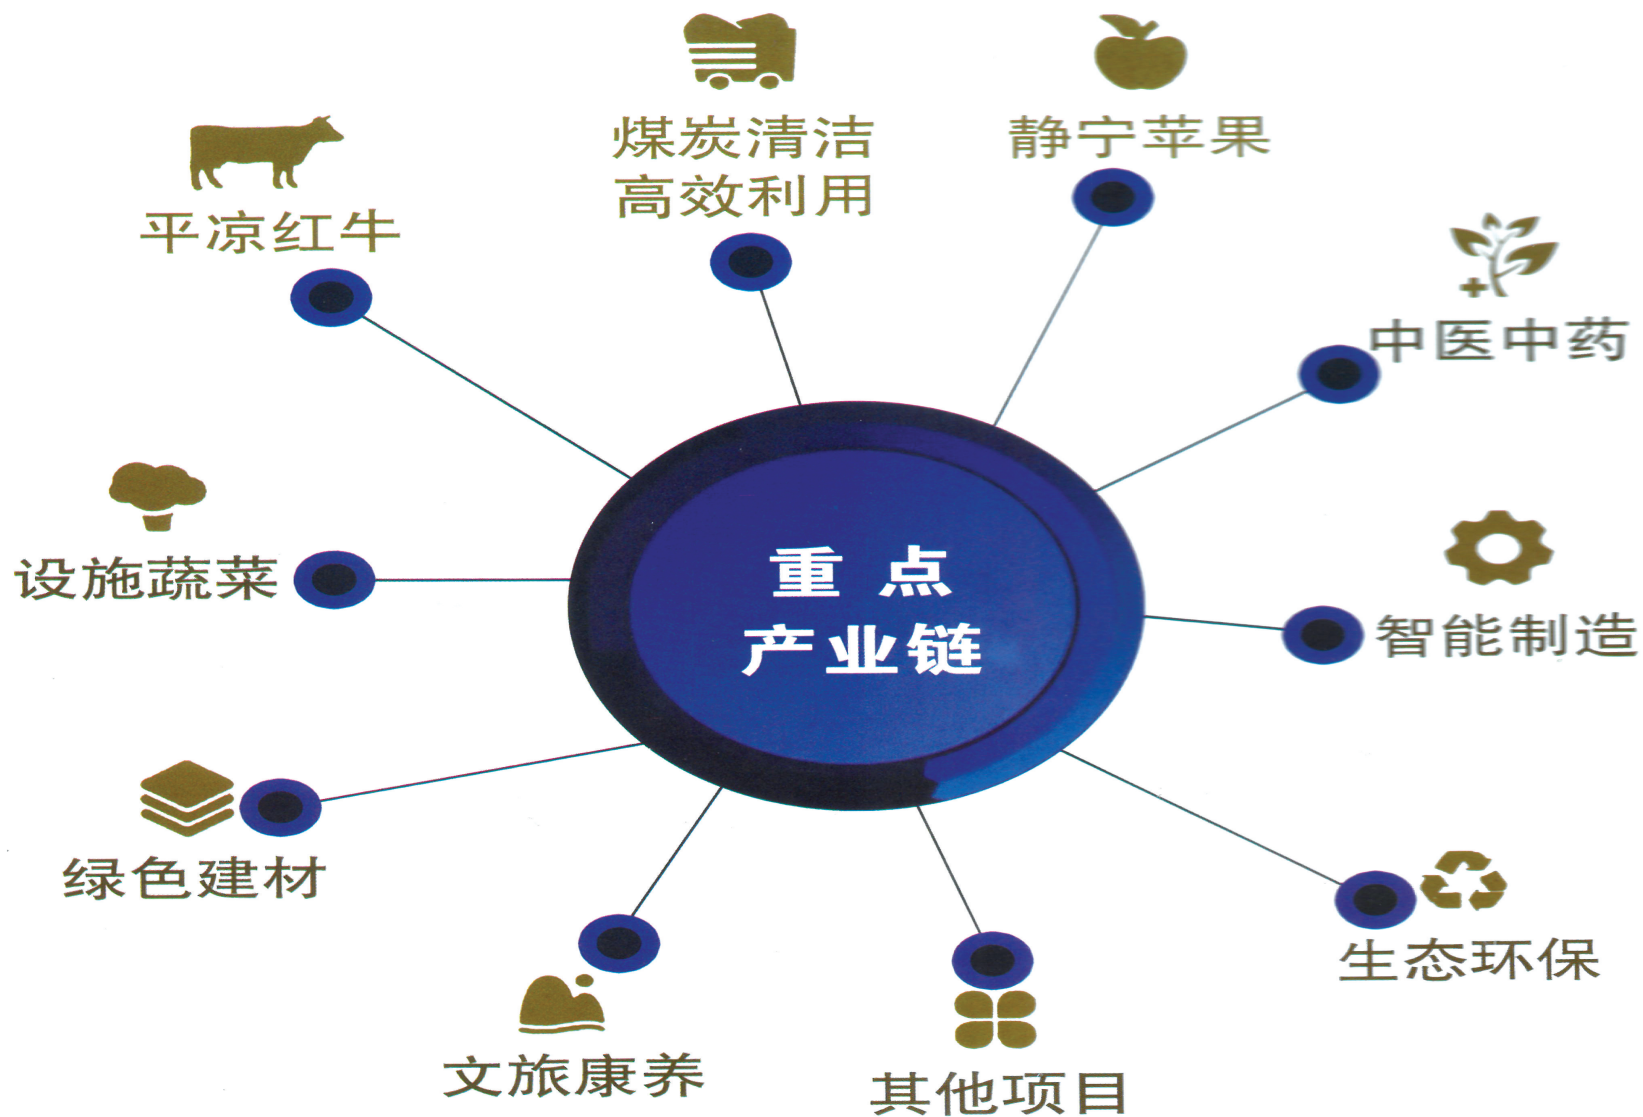 煤炭清洁
高效利用
静宁苹果
平凉红牛
中医中药
设施蔬菜
重点
产业链
智能制造
绿色建材
生态环保
文旅康养
其他项目